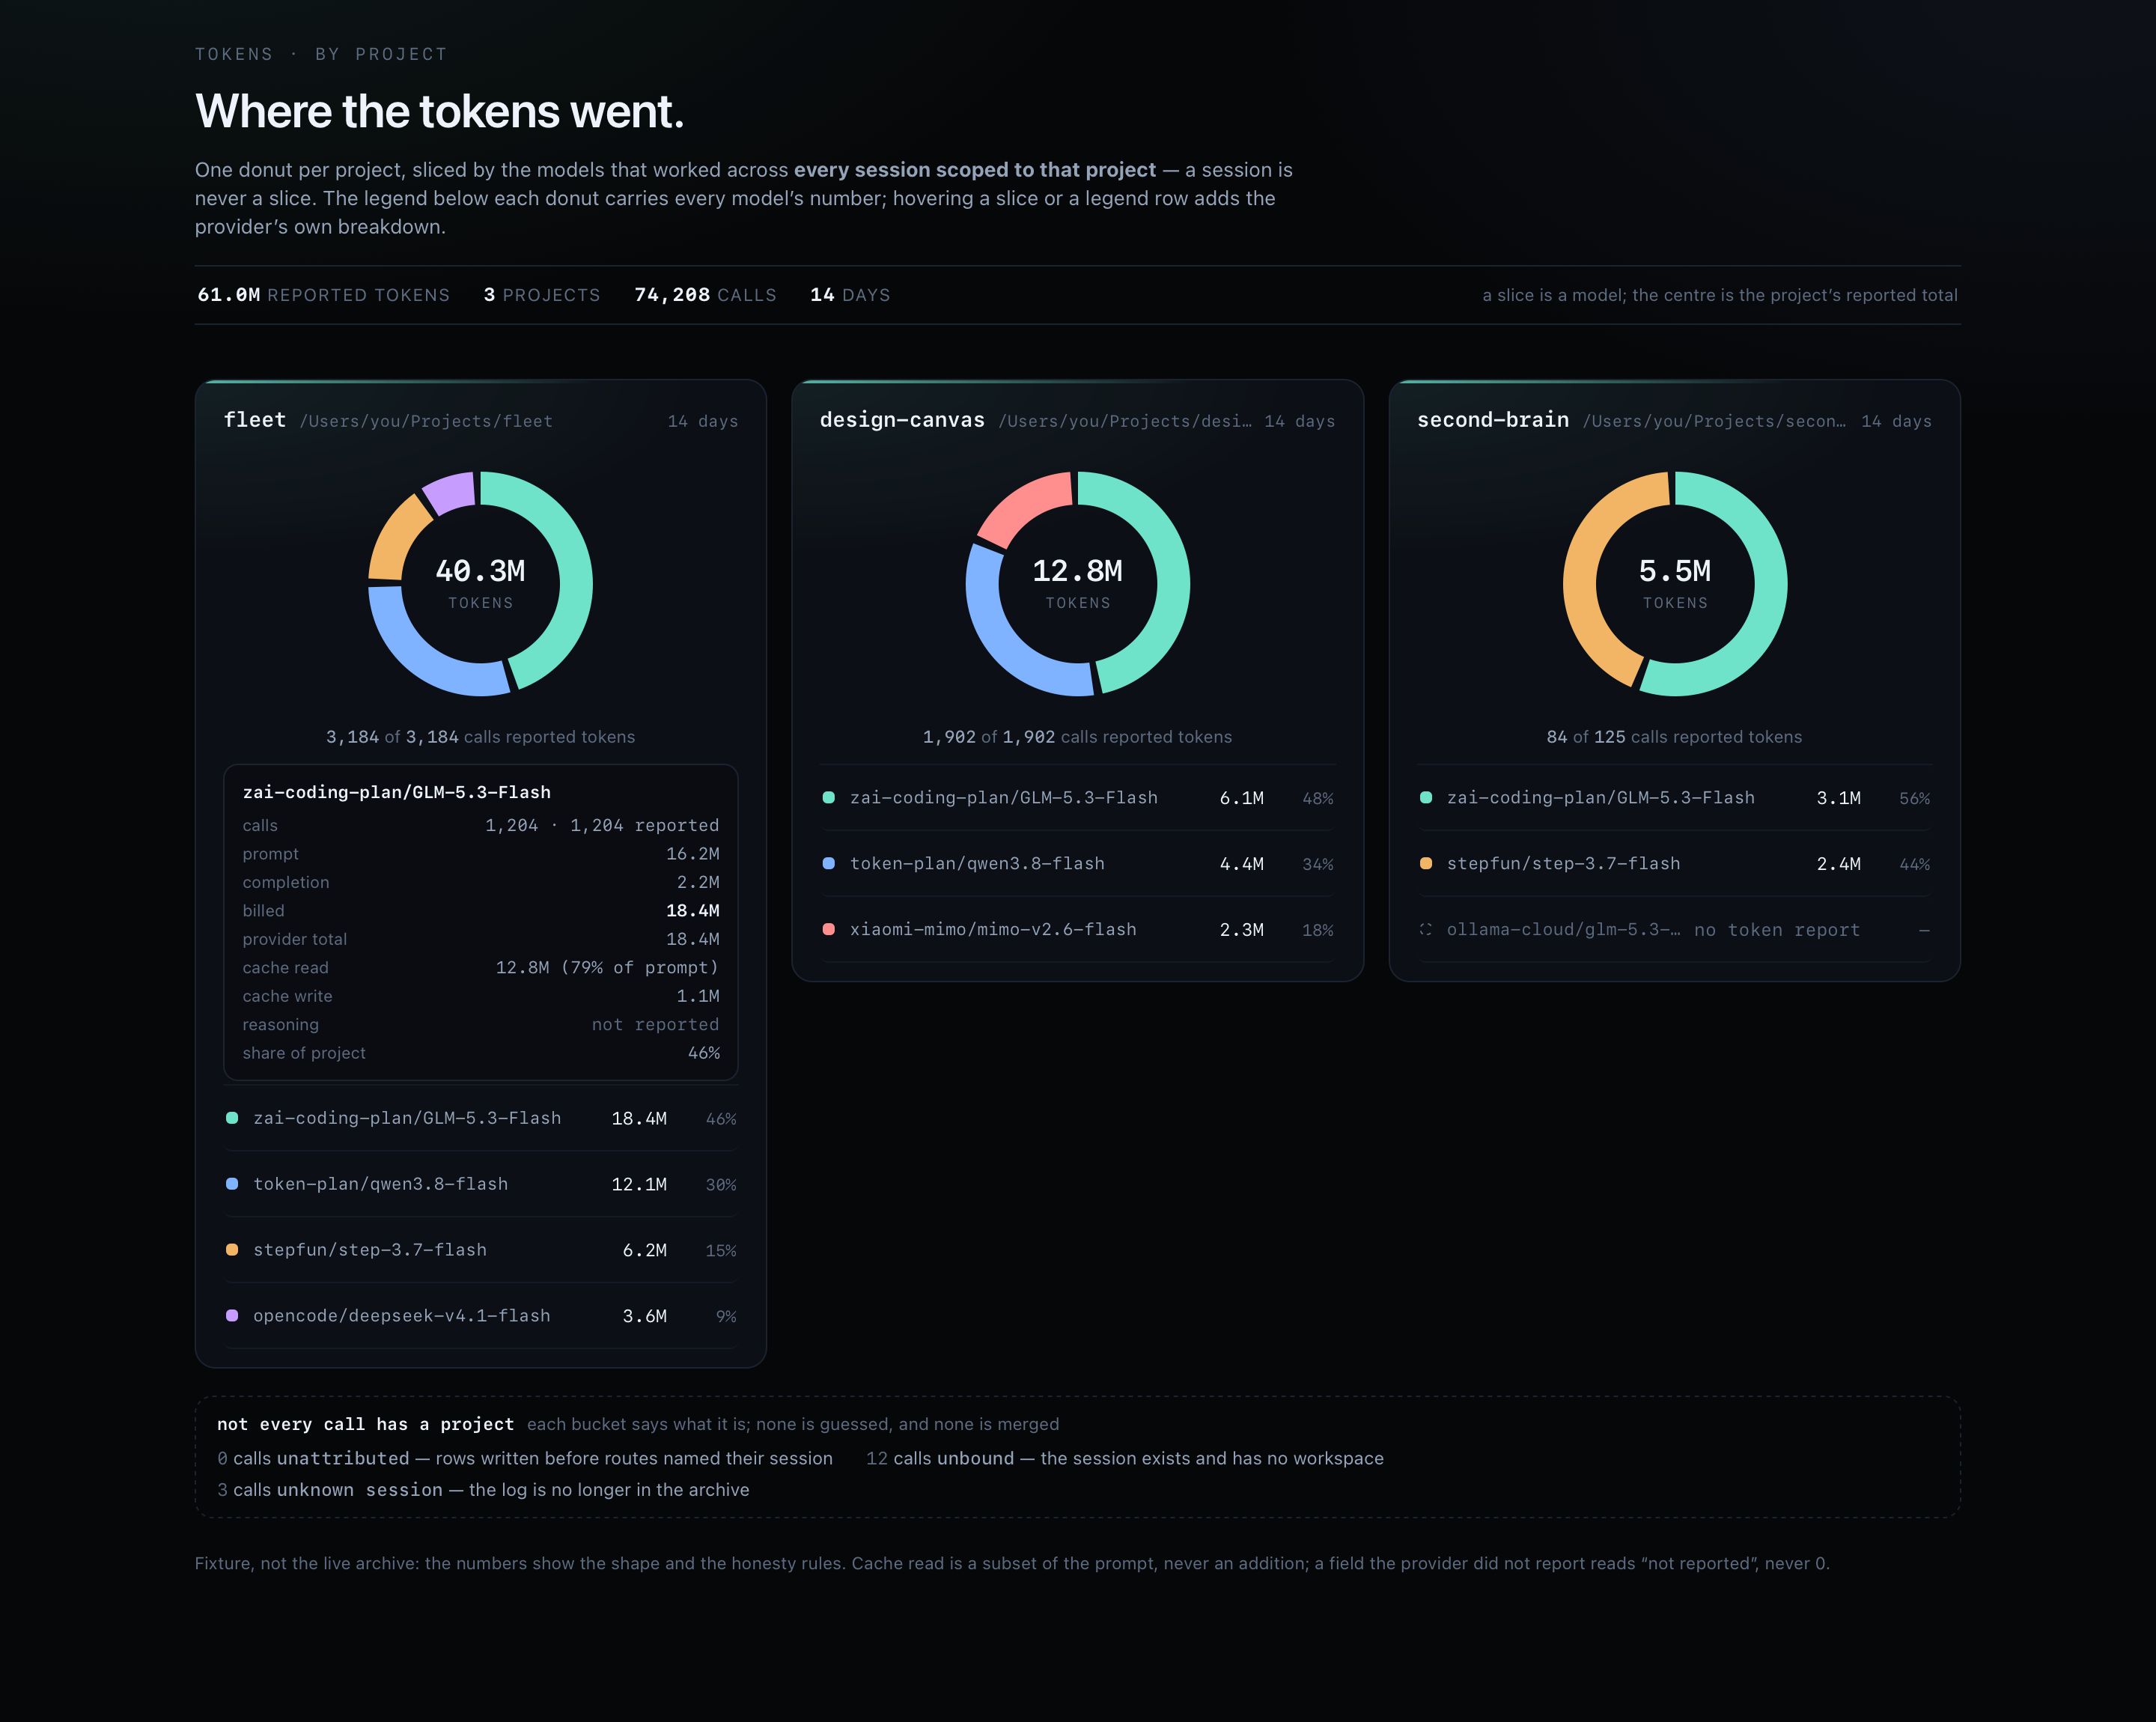 TOKENS · BY PROJECT
Where the tokens went.
One donut per project, sliced by the models that worked across every session scoped to that project — a session is
never a slice. The legend below each donut carries every model’s number; hovering a slice or a legend row adds the
provider’s own breakdown.
61.0M REPORTED TOKENS 3 PROJECTS 74,208 CALLS 14 DAYS a slice is a model; the centre is the project’s reported total
fleet /Users/you/Projects/fleet 14 days
40.3M
TOKENS
3,184 of 3,184 calls reported tokens
zai-coding-plan/GLM-5.3-Flash
calls 1,204 · 1,204 reported
prompt 16.2M
completion 2.2M
billed 18.4M
provider total 18.4M
cache read 12.8M (79% of prompt)
cache write 1.1M
reasoning not reported
share of project 46%
zai-coding-plan/GLM-5.3-Flash 18.4M 46%
token-plan/qwen3.8-flash 12.1M 30%
stepfun/step-3.7-flash 6.2M 15%
opencode/deepseek-v4.1-flash 3.6M 9%
design-canvas /Users/you/Projects/desi… 14 days
12.8M
TOKENS
1,902 of 1,902 calls reported tokens
zai-coding-plan/GLM-5.3-Flash 6.1M 48%
token-plan/qwen3.8-flash 4.4M 34%
xiaomi-mimo/mimo-v2.6-flash 2.3M 18%
second-brain /Users/you/Projects/secon… 14 days
5.5M
TOKENS
84 of 125 calls reported tokens
zai-coding-plan/GLM-5.3-Flash 3.1M 56%
stepfun/step-3.7-flash 2.4M 44%
ollama-cloud/glm-5.3-… no token report —
not every call has a project each bucket says what it is; none is guessed, and none is merged
0 calls unattributed — rows written before routes named their session 12 calls unbound — the session exists and has no workspace
3 calls unknown session — the log is no longer in the archive
Fixture, not the live archive: the numbers show the shape and the honesty rules. Cache read is a subset of the prompt, never an addition; a field the provider did not report reads “not reported”, never 0.